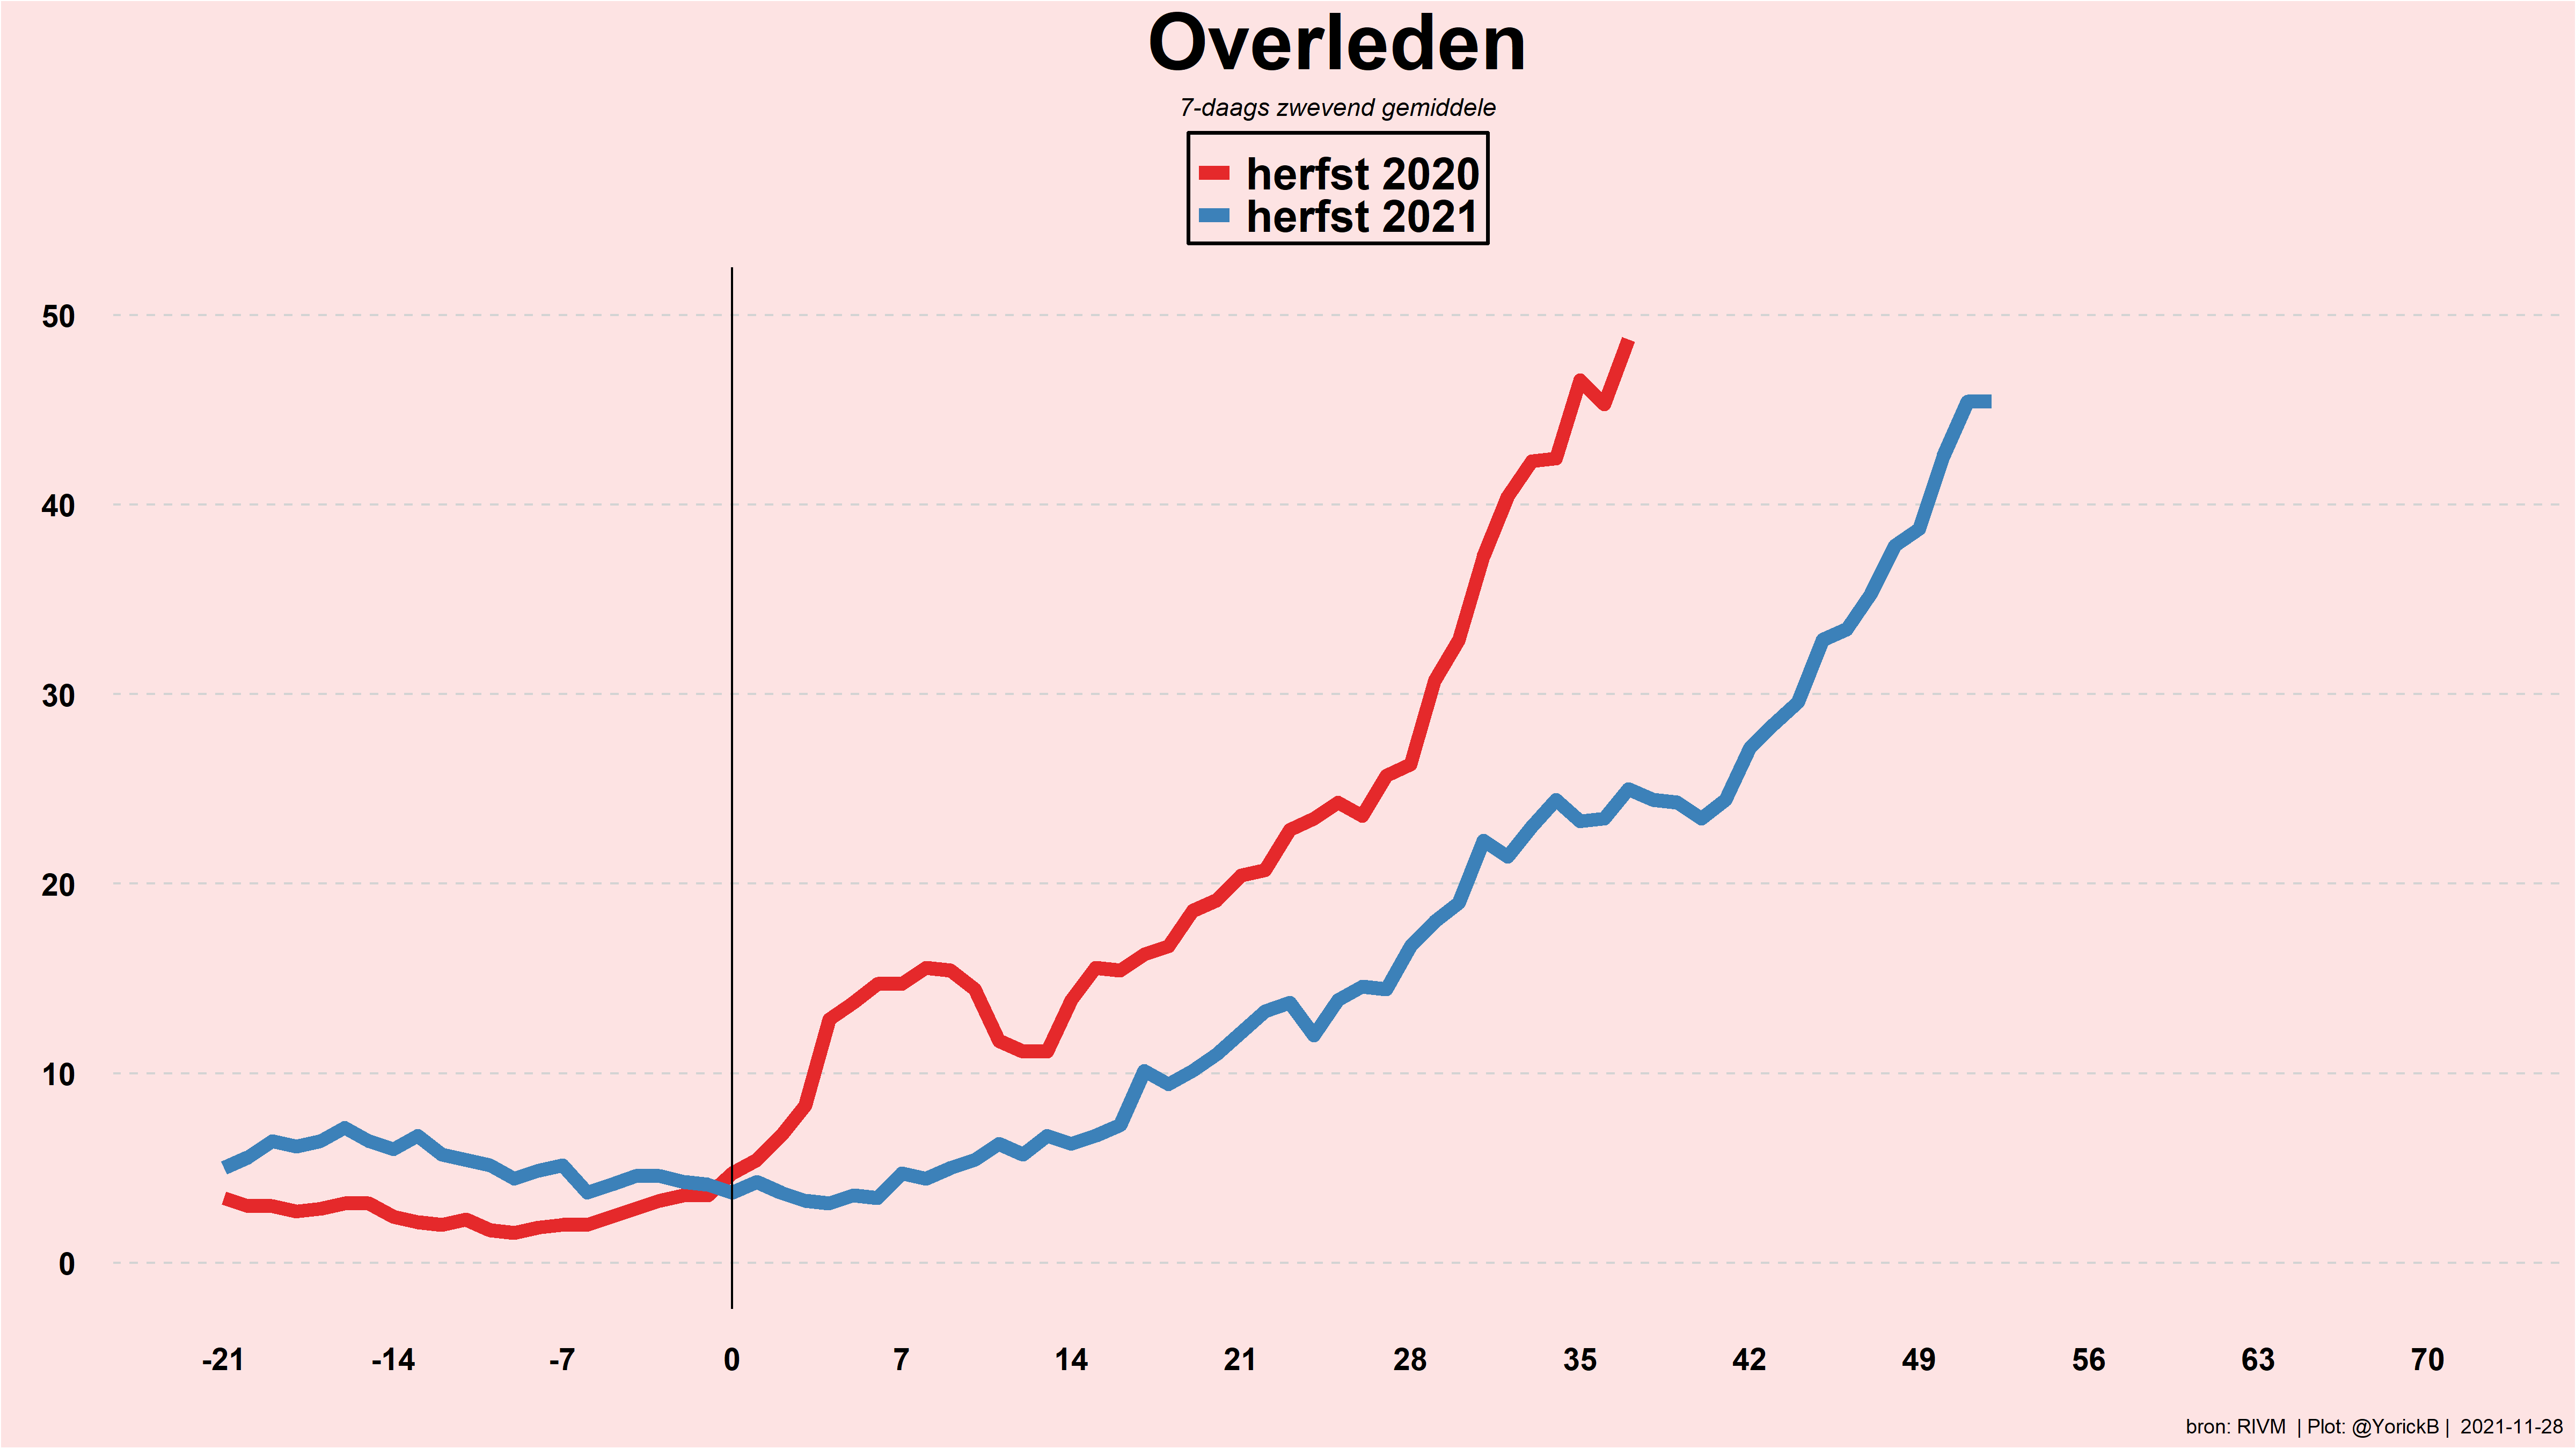 Overleden
7-daags zwevend gemiddele
herfst 2020
herfst 2021
50
40
30
20
10
0
-21 -14 -7 0 7 14 21 28 35 42 49 56 63 70
bron: RIVM | Plot: @YorickB | 2021-11-28